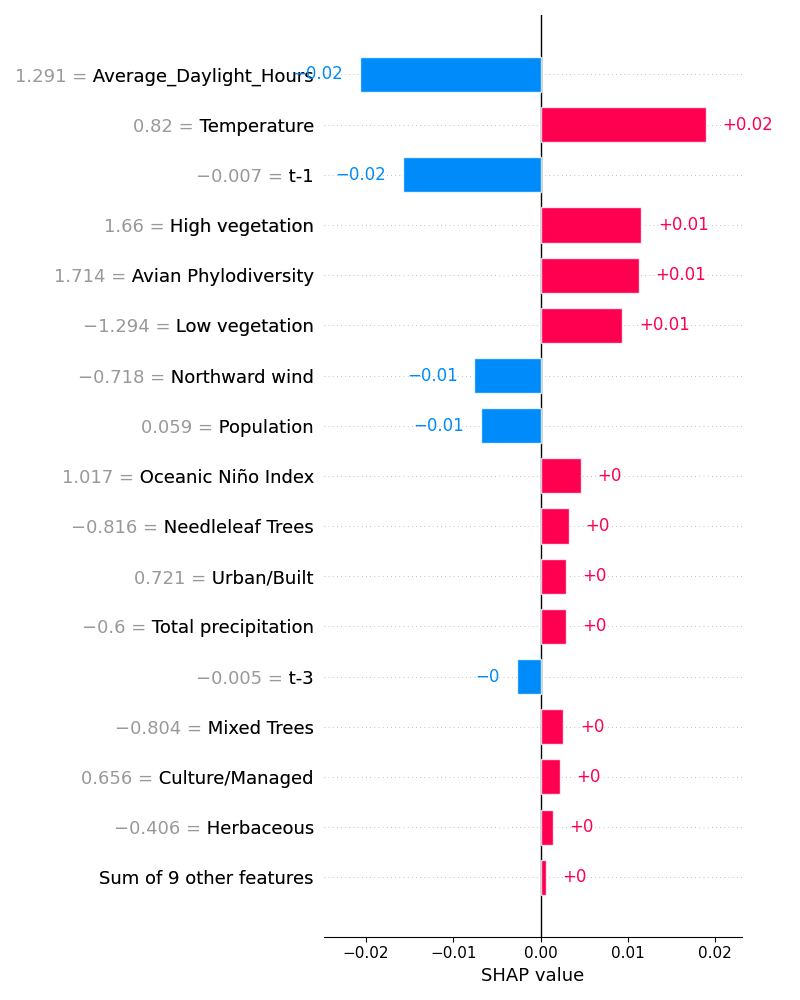 1.291 = Average_Daylight_Hours −0.02
0.82 = Temperature +0.02
−0.007 = t-1 −0.02
1.66 = High vegetation +0.01
1.714 = Avian Phylodiversity +0.01
−1.294 = Low vegetation +0.01
−0.718 = Northward wind −0.01
0.059 = Population −0.01
1.017 = Oceanic Niño Index +0
−0.816 = Needleleaf Trees +0
0.721 = Urban/Built +0
−0.6 = Total precipitation +0
−0.005 = t-3 −0
−0.804 = Mixed Trees +0
0.656 = Culture/Managed +0
−0.406 = Herbaceous +0
Sum of 9 other features +0
−0.02 −0.01 0.00 0.01 0.02
SHAP value